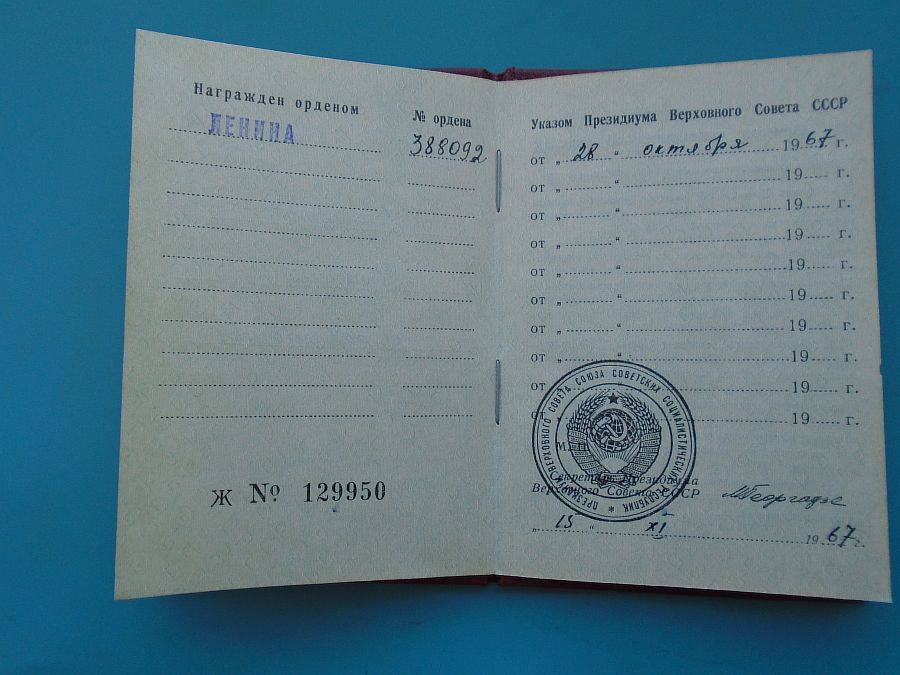 Награжден орденом
№ ордена
ЛЕНИНА
388092
Ж № 129950
Указом Президиума Верховного Совета СССР
от „ 28 “ октября 1967 г.
от „ “ 19 г.
от „ “ 19 г.
от „ “ 19 г.
от „ “ 19 г.
от „ “ 19 г.
от „ “ 19 г.
от „ “ 19 г.
от „ “ 19 г.
от „ “ 19 г.
ПРЕЗИДИУМ ВЕРХОВНОГО СОВЕТА СОЮЗА СОВЕТСКИХ СОЦИАЛИСТИЧЕСКИХ РЕСПУБЛИК
М. П.
Секретарь Президиума
Верховного Совета СССР
МГеоргадзе
„ 15 “ XI 1967 г.